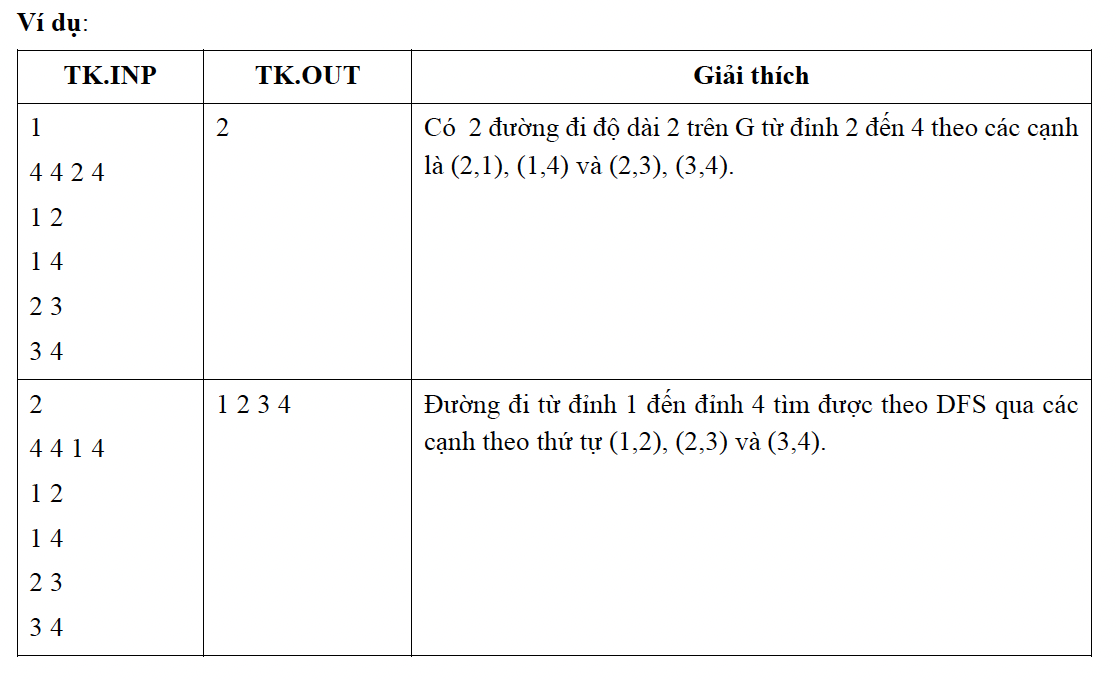 Ví dụ:
TK.INP
TK.OUT
Giải thích
1
4 4 2 4
1 2
1 4
2 3
3 4
2
Có 2 đường đi độ dài 2 trên G từ đỉnh 2 đến 4 theo các cạnh
là (2,1), (1,4) và (2,3), (3,4).
2
4 4 1 4
1 2
1 4
2 3
3 4
1 2 3 4
Đường đi từ đỉnh 1 đến đỉnh 4 tìm được theo DFS qua các
cạnh theo thứ tự (1,2), (2,3) và (3,4).